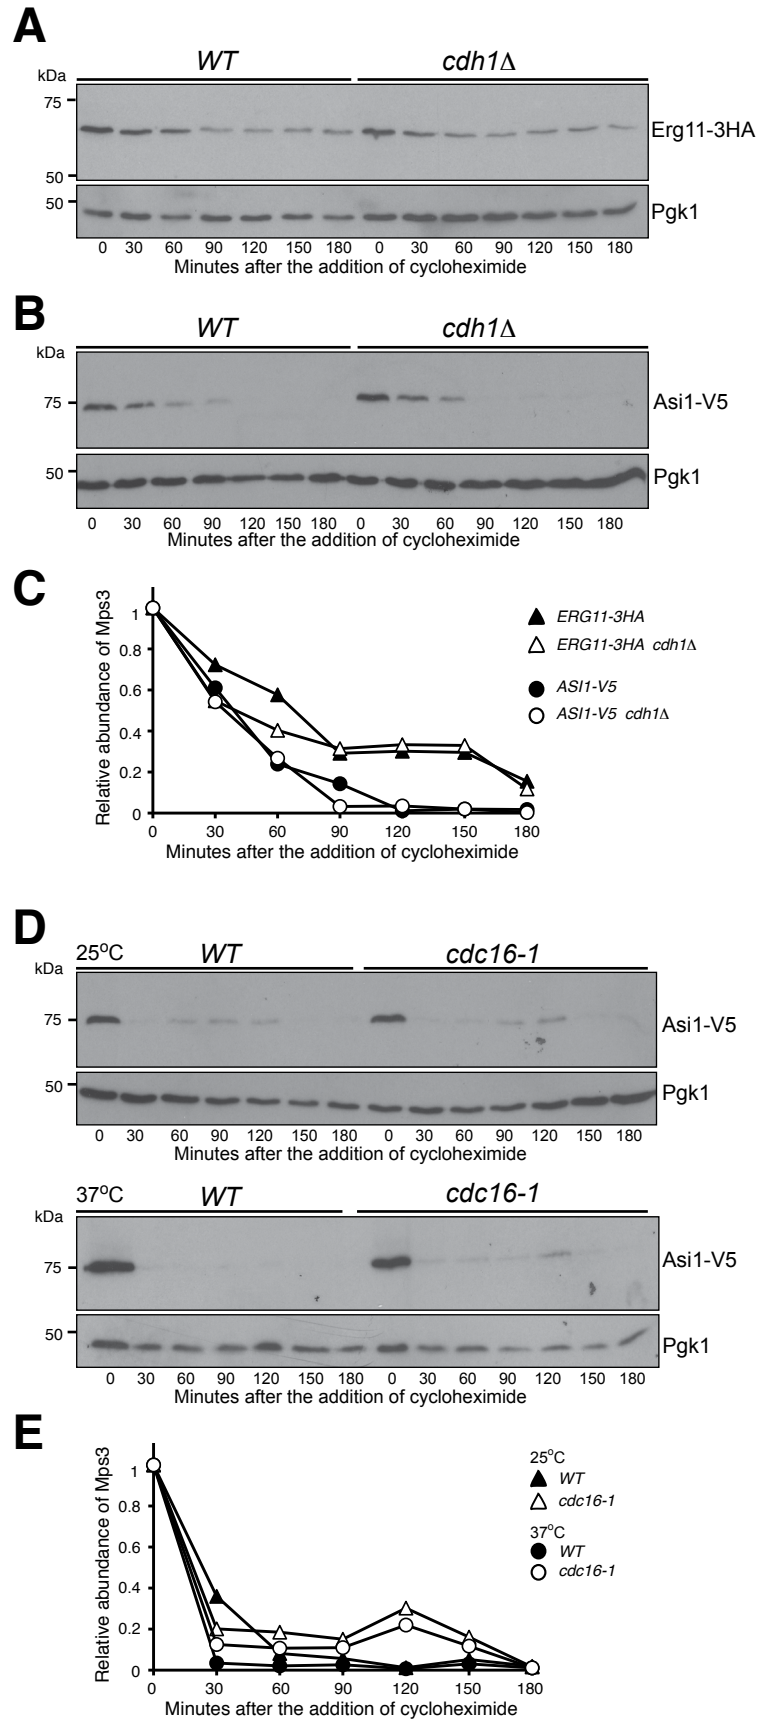 A
WT cdh1Δ
kDa
75
Erg11-3HA
50
50
Pgk1
0 30 60 90 120 150 180 0 30 60 90 120 150 180
Minutes after the addition of cycloheximide
B
WT cdh1Δ
kDa
75
Asi1-V5
50
Pgk1
0 30 60 90 120 150 180 0 30 60 90 120 150 180
Minutes after the addition of cycloheximide
C
Relative abundance of Mps3
1
0.8
0.6
0.4
0.2
0
0 30 60 90 120 150 180
Minutes after the addition of cycloheximide
ERG11-3HA
ERG11-3HA cdh1Δ
ASI1-V5
ASI1-V5 cdh1Δ
D
25°C WT cdc16-1
kDa
75
Asi1-V5
50
Pgk1
0 30 60 90 120 150 180 0 30 60 90 120 150 180
Minutes after the addition of cycloheximide
37°C WT cdc16-1
kDa
75
Asi1-V5
50
Pgk1
0 30 60 90 120 150 180 0 30 60 90 120 150 180
Minutes after the addition of cycloheximide
E
Relative abundance of Mps3
1
0.8
0.6
0.4
0.2
0
0 30 60 90 120 150 180
Minutes after the addition of cycloheximide
25°C
WT
cdc16-1
37°C
WT
cdc16-1